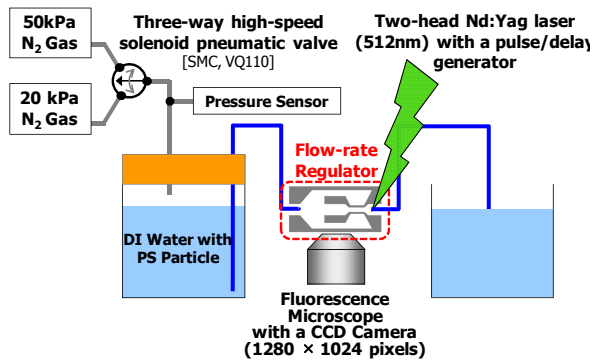 50kPa
N2 Gas
20 kPa
N2 Gas
Three-way high-speed
solenoid pneumatic valve
[SMC, VQ110]
Pressure Sensor
Two-head Nd:Yag laser
(512nm) with a pulse/delay
generator
Flow-rate
Regulator
DI Water with
PS Particle
Fluorescence
Microscope
with a CCD Camera
(1280 × 1024 pixels)